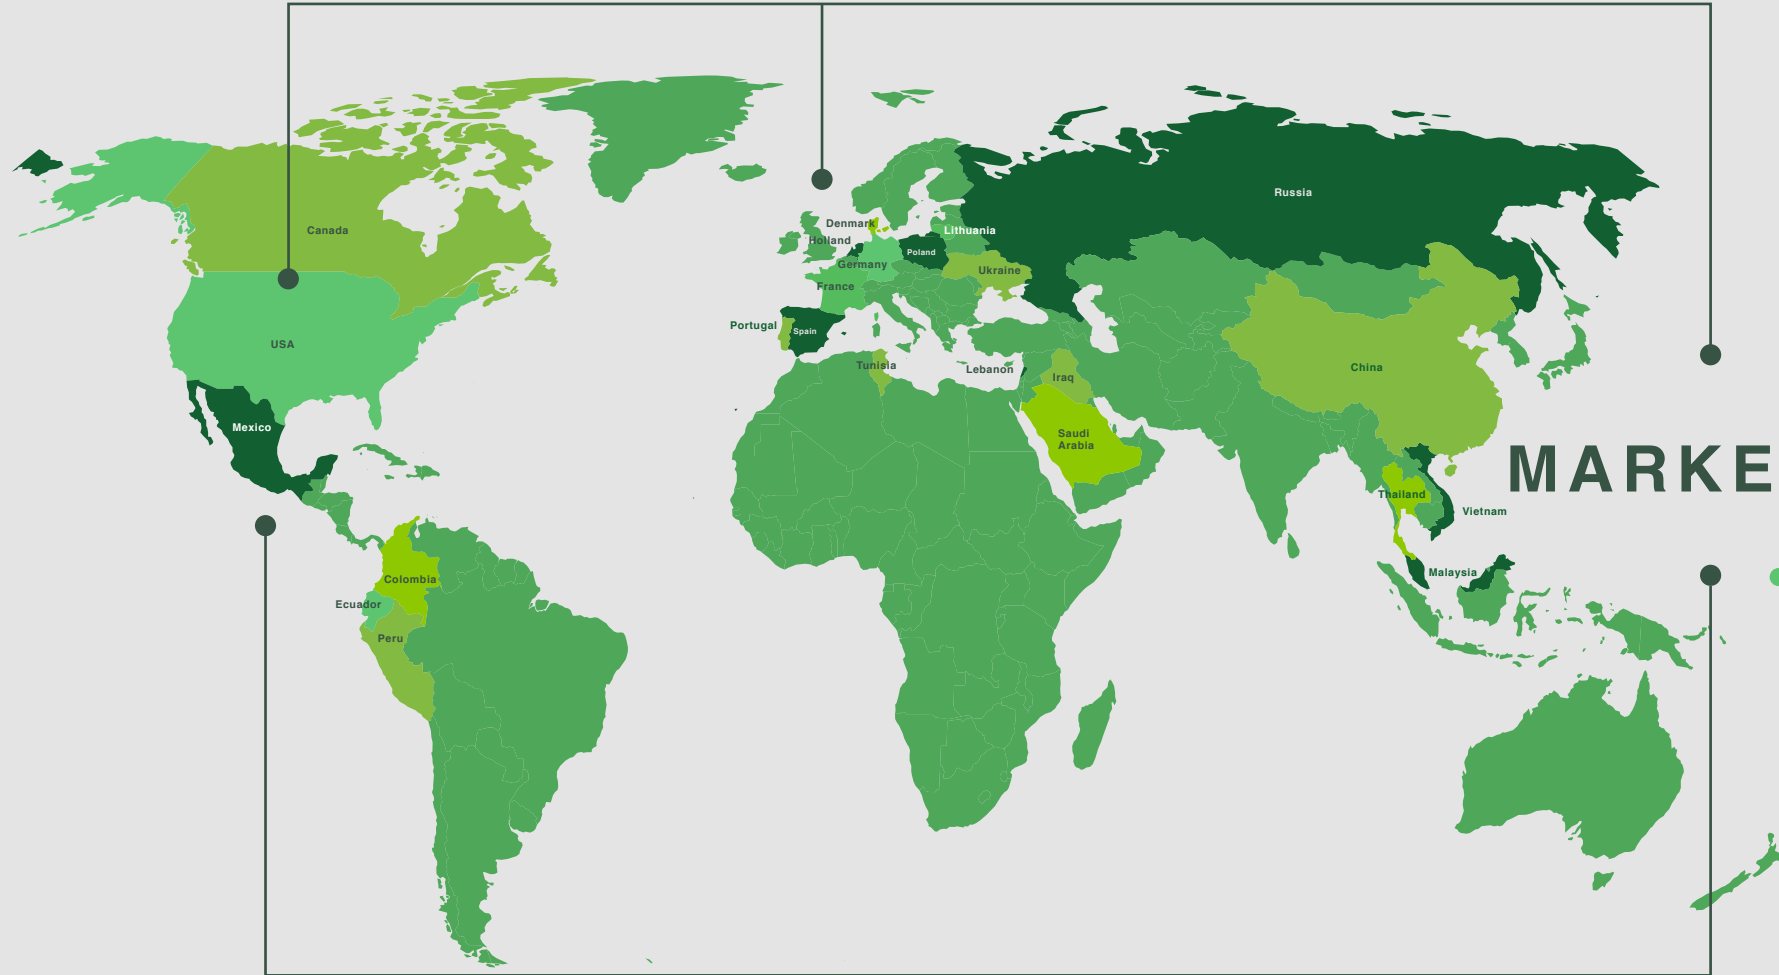 Russia
Denmark
Lithuania
Canada
Holland
Poland
Germany
Ukraine
France
Portugal
Spain
USA
Tunisia
Lebanon
Iraq
China
Mexico
Saudi
Arabia
MARKE
Thailand
Vietnam
Malaysia
Colombia
Ecuador
Peru